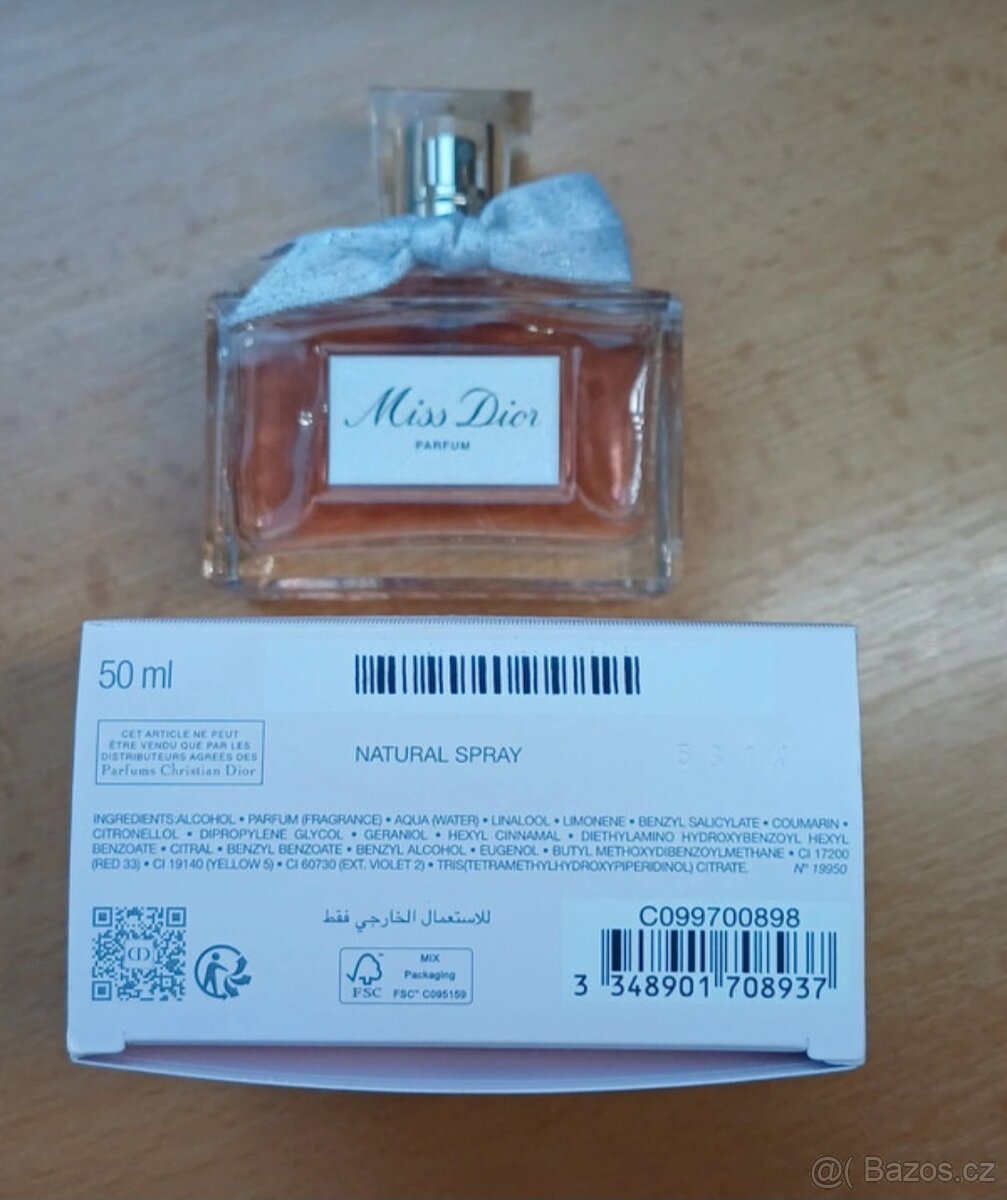 Miss Dior
PARFUM
50 ml
CET ARTICLE NE PEUT
ÊTRE VENDU QUE PAR LES
DISTRIBUTEURS AGRÉÉS DES
Parfums Christian Dior
NATURAL SPRAY
INGREDIENTS:ALCOHOL • PARFUM (FRAGRANCE) • AQUA (WATER) • LINALOOL • LIMONENE • BENZYL SALICYLATE • COUMARIN •
CITRONELLOL • DIPROPYLENE GLYCOL • GERANIOL • HEXYL CINNAMAL • DIETHYLAMINO HYDROXYBENZOYL HEXYL
BENZOATE • CITRAL • BENZYL BENZOATE • BENZYL ALCOHOL • EUGENOL • BUTYL METHOXYDIBENZOYLMETHANE • CI 17200
(RED 33) • CI 19140 (YELLOW 5) • CI 60730 (EXT. VIOLET 2) • TRIS(TETRAMETHYLHYDROXYPIPERIDINOL) CITRATE.
N° 19950
للاستعمال الخارجي فقط
CD
FSC
MIX
Packaging
FSC™ C095159
C099700898
3 348901 708937
@( Bazos.cz